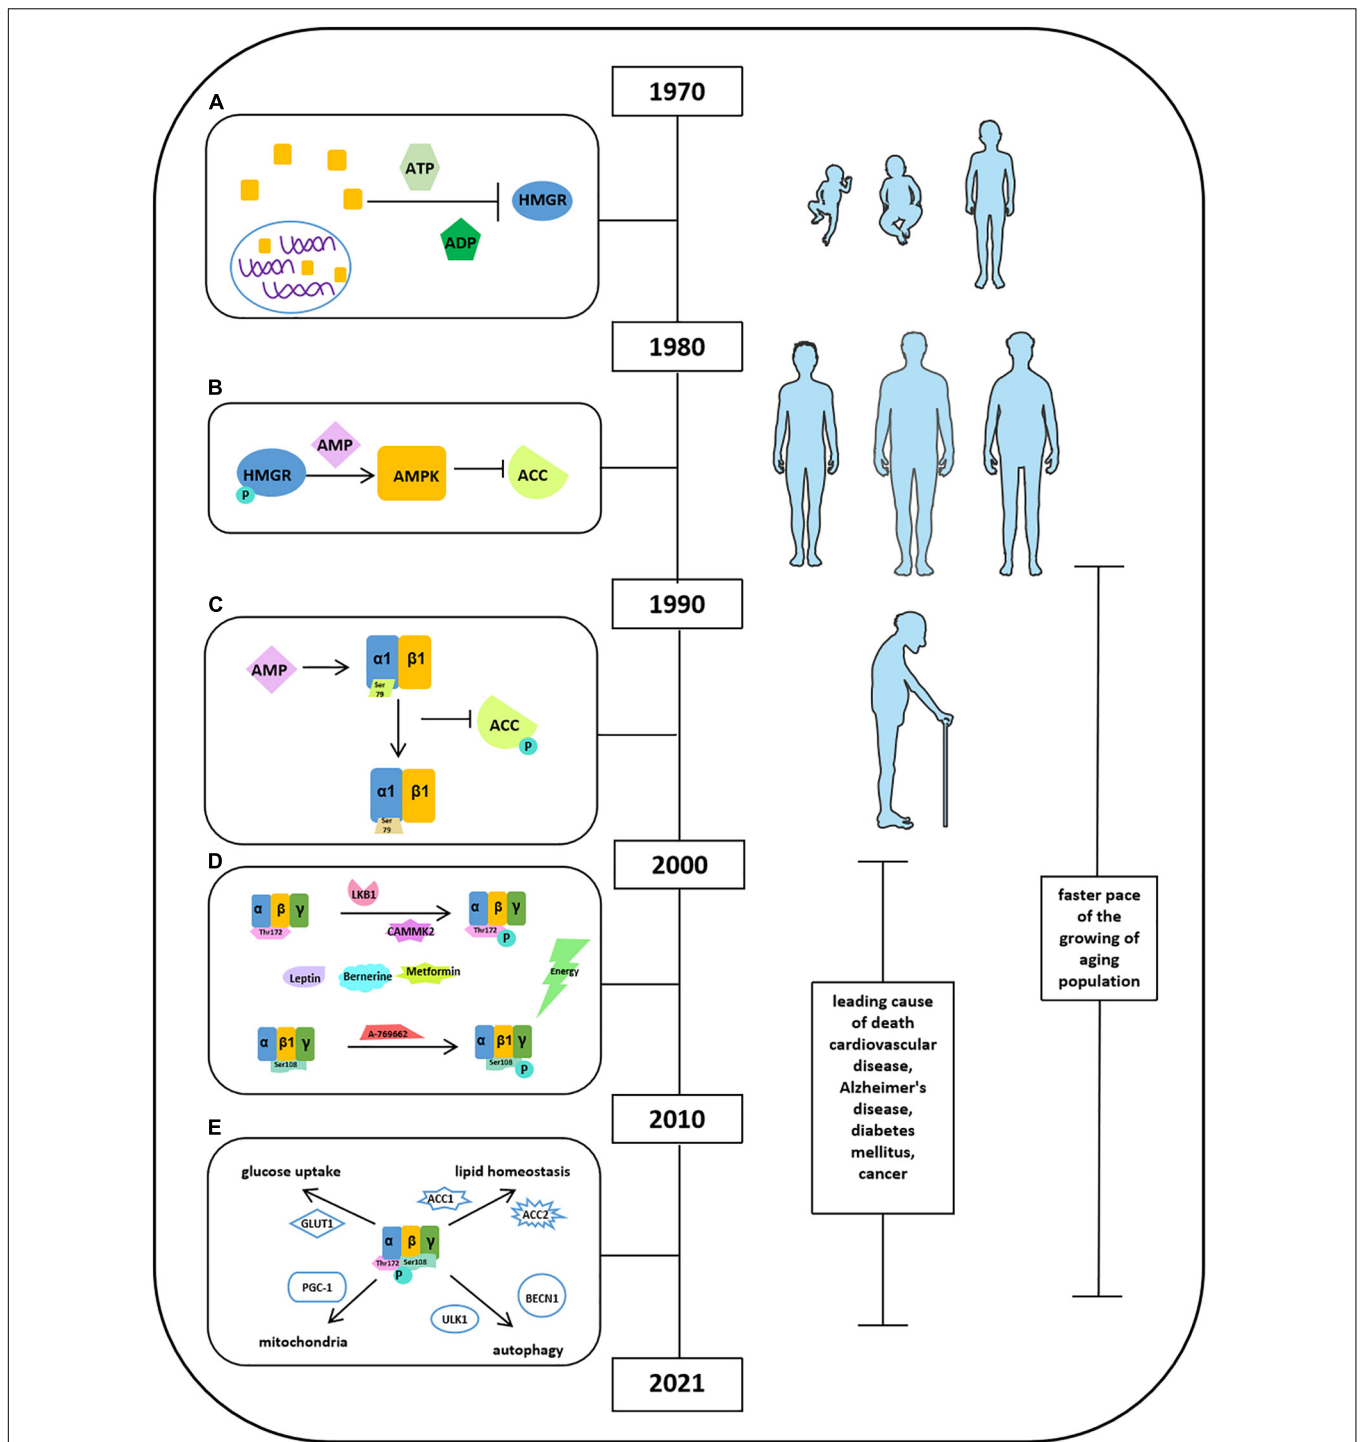 1970
A
ATP
HMGR
ADP
1980
B
AMP
HMGR
P
AMPK
ACC
1990
C
AMP
α1 β1
Ser
79
ACC
P
α1 β1
Ser
79
2000
D
α β γ
Thr172
LKB1
CAMMK2
α β γ
Thr172
P
Leptin
Bernerine
Metformin
Energy
α β1 γ
Ser108
A-769662
α β1 γ
Ser108
P
2010
E
glucose uptake
lipid homeostasis
GLUT1
ACC1
ACC2
α β γ
Thr172 Ser108
P
PGC-1
ULK1
BECN1
mitochondria
autophagy
2021
leading cause
of death
cardiovascular
disease,
Alzheimer's
disease,
diabetes
mellitus,
cancer
faster pace
of the
growing of
aging
population